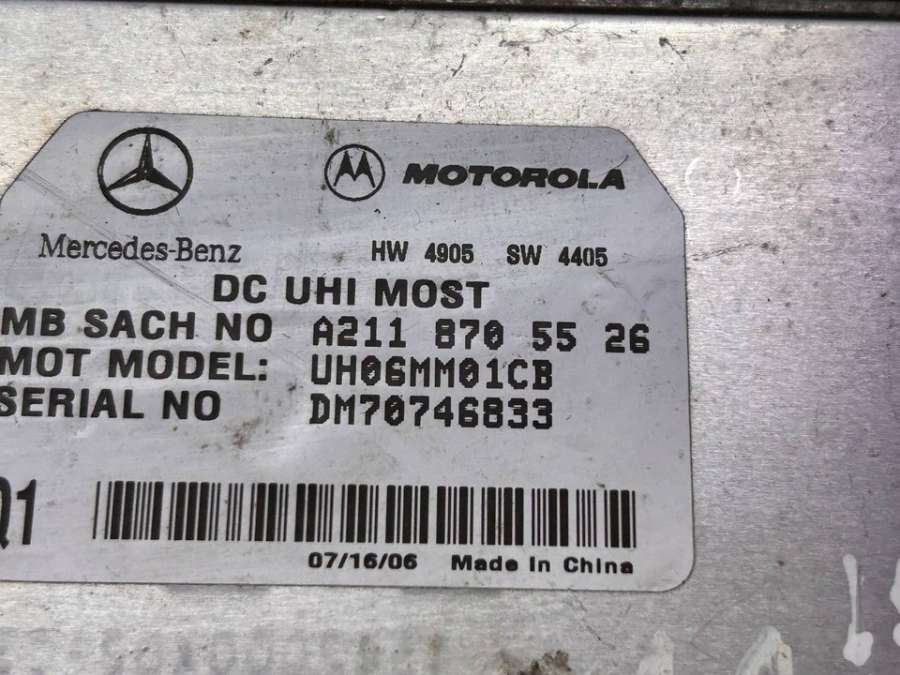 MOTOROLA
Mercedes-Benz HW 4905 SW 4405
DC UHI MOST
MB SACH NO A211 870 55 26
MOT MODEL: UH06MM01CB
SERIAL NO DM70746833
Q1
07/16/06 Made In China